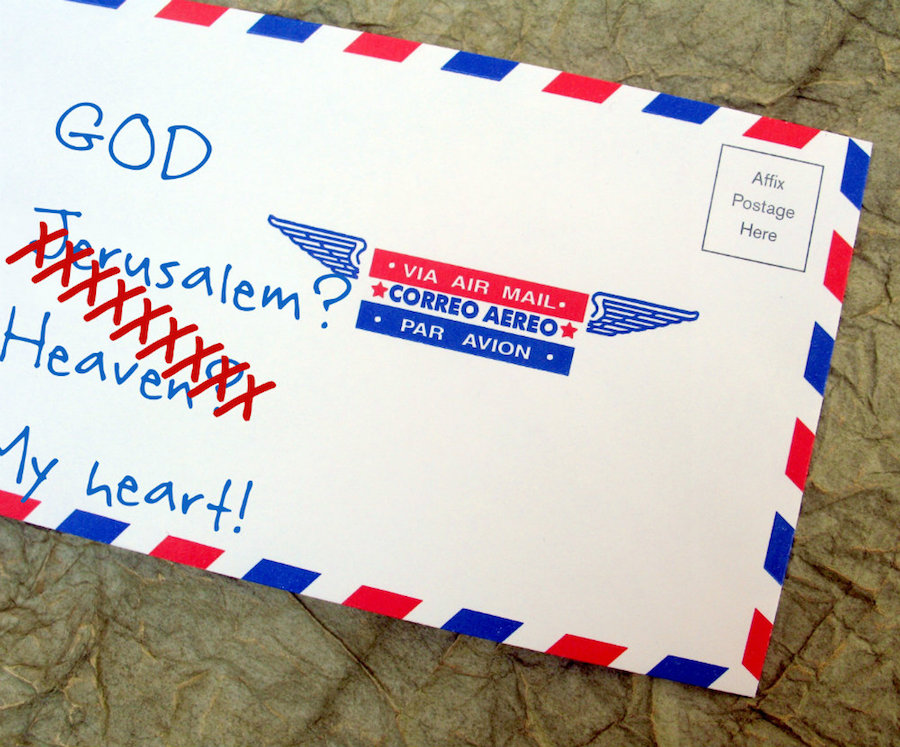 GOD
Jerusalem?
Heaven?
My heart!
VIA AIR MAIL
CORREO AEREO
PAR AVION
Affix
Postage
Here